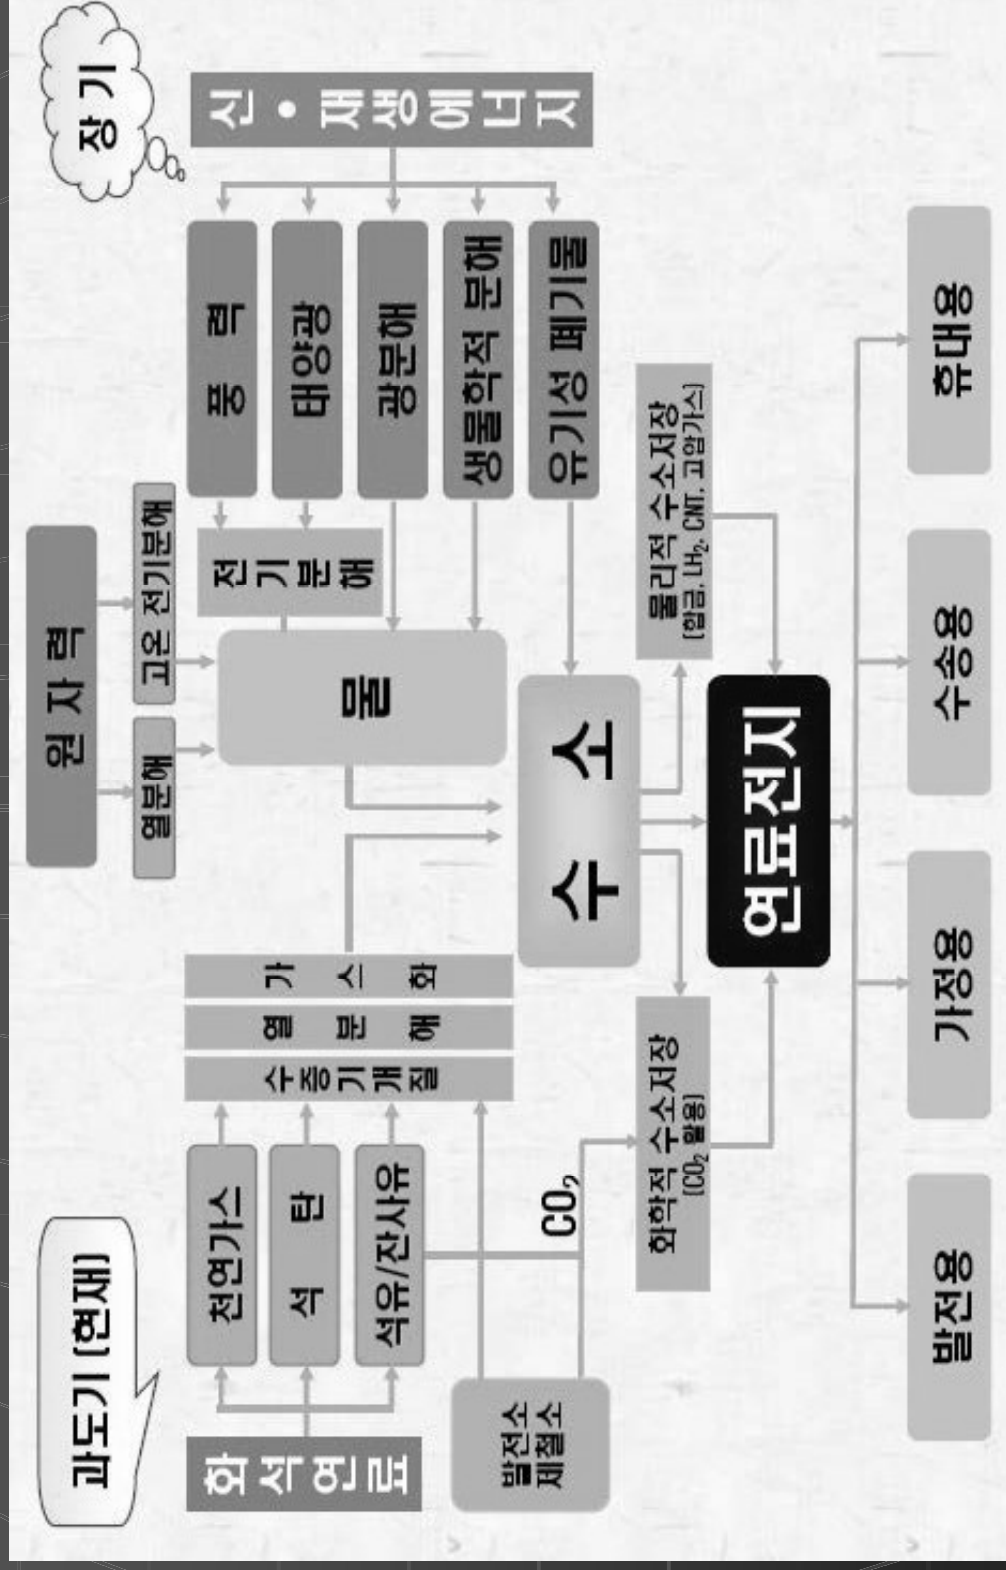 과도기 (현재)
원 자 력
장 기
열분해
고온 전기분해
화석연료
천연가스
석 탄
석유/잔사유
수증기개질
열 분 해
가 스 화
물
전기분해
풍 력
태양광
광분해
생물학적 분해
유기성 폐기물
신 • 재생에너지
발전소
제철소
CO₂
수 소
화학적 수소저장
(CO₂ 활용)
물리적 수소저장
(합금, LH₂, CNT, 고압가스)
연료전지
발전용
가정용
수송용
휴대용